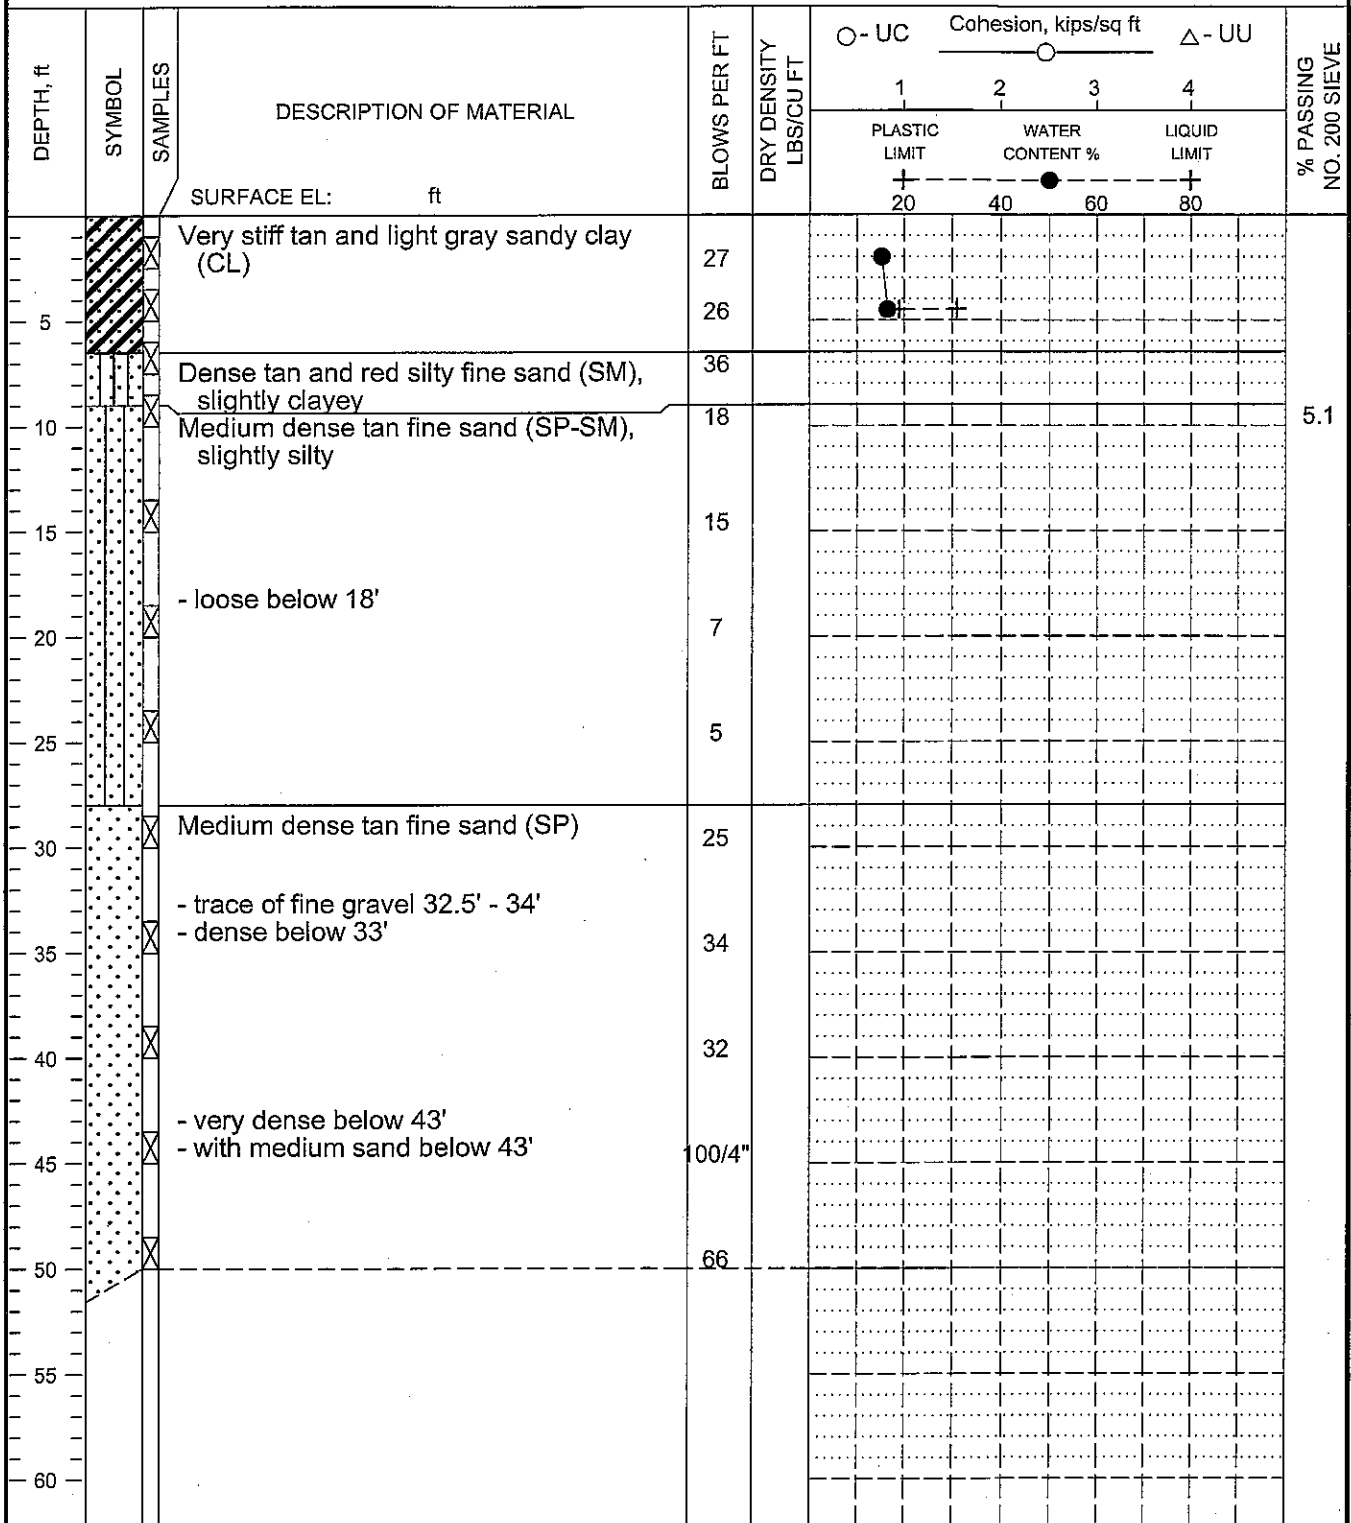 DEPTH, ft
SYMBOL
SAMPLES
DESCRIPTION OF MATERIAL
SURFACE EL: ft
BLOWS PER FT
DRY DENSITY
LBS/CU FT
○ - UC Cohesion, kips/sq ft △ - UU
1 2 3 4
PLASTIC WATER LIQUID
LIMIT CONTENT % LIMIT
20 40 60 80
% PASSING
NO. 200 SIEVE
Very stiff tan and light gray sandy clay
(CL)
27
5
26
36
Dense tan and red silty fine sand (SM),
slightly clayey
18
5.1
10
Medium dense tan fine sand (SP-SM),
slightly silty
15
15
- loose below 18'
20
7
25
5
Medium dense tan fine sand (SP)
25
30
- trace of fine gravel 32.5' - 34'
- dense below 33'
34
35
40
32
- very dense below 43'
- with medium sand below 43'
100/4"
45
66
50
55
60